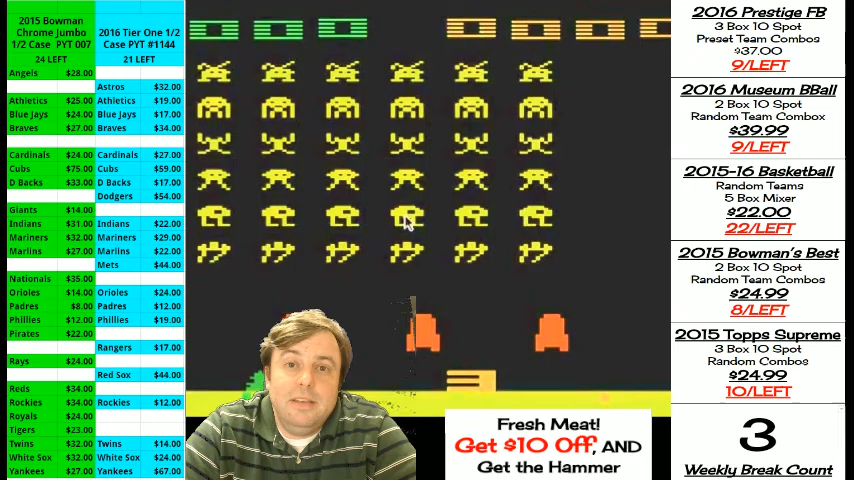 2015 Bowman
Chrome Jumbo
1/2 Case PYT 007
24 LEFT
Angels $28.00
Athletics $25.00
Blue Jays $24.00
Braves $27.00
Cardinals $24.00
Cubs $75.00
D Backs $33.00
Giants $14.00
Indians $31.00
Mariners $32.00
Marlins $27.00
Nationals $35.00
Orioles $14.00
Padres $8.00
Phillies $12.00
Pirates $22.00
Rays $24.00
Reds $34.00
Rockies $34.00
Royals $24.00
Tigers $23.00
Twins $32.00
White Sox $32.00
Yankees $27.00
2016 Tier One 1/2
Case PYT #1144
21 LEFT
Astros $32.00
Athletics $19.00
Blue Jays $17.00
Braves $34.00
Cardinals $27.00
Cubs $59.00
D Backs $17.00
Dodgers $54.00
Indians $22.00
Mariners $29.00
Marlins $22.00
Mets $44.00
Orioles $24.00
Padres $12.00
Phillies $19.00
Rangers $17.00
Red Sox $44.00
Rockies $12.00
Twins $14.00
White Sox $24.00
Yankees $67.00
Fresh Meat!
Get $10 Off, AND
Get the Hammer
2016 Prestige FB
3 Box 10 Spot
Preset Team Combos
$37.00
9/LEFT
2016 Museum BBall
2 Box 10 Spot
Random Team Combox
$39.99
9/LEFT
2015-16 Basketball
Random Teams
5 Box Mixer
$22.00
22/LEFT
2015 Bowman's Best
2 Box 10 Spot
Random Team Combos
$24.99
8/LEFT
2015 Topps Supreme
3 Box 10 Spot
Random Combos
$24.99
10/LEFT
3
Weekly Break Count